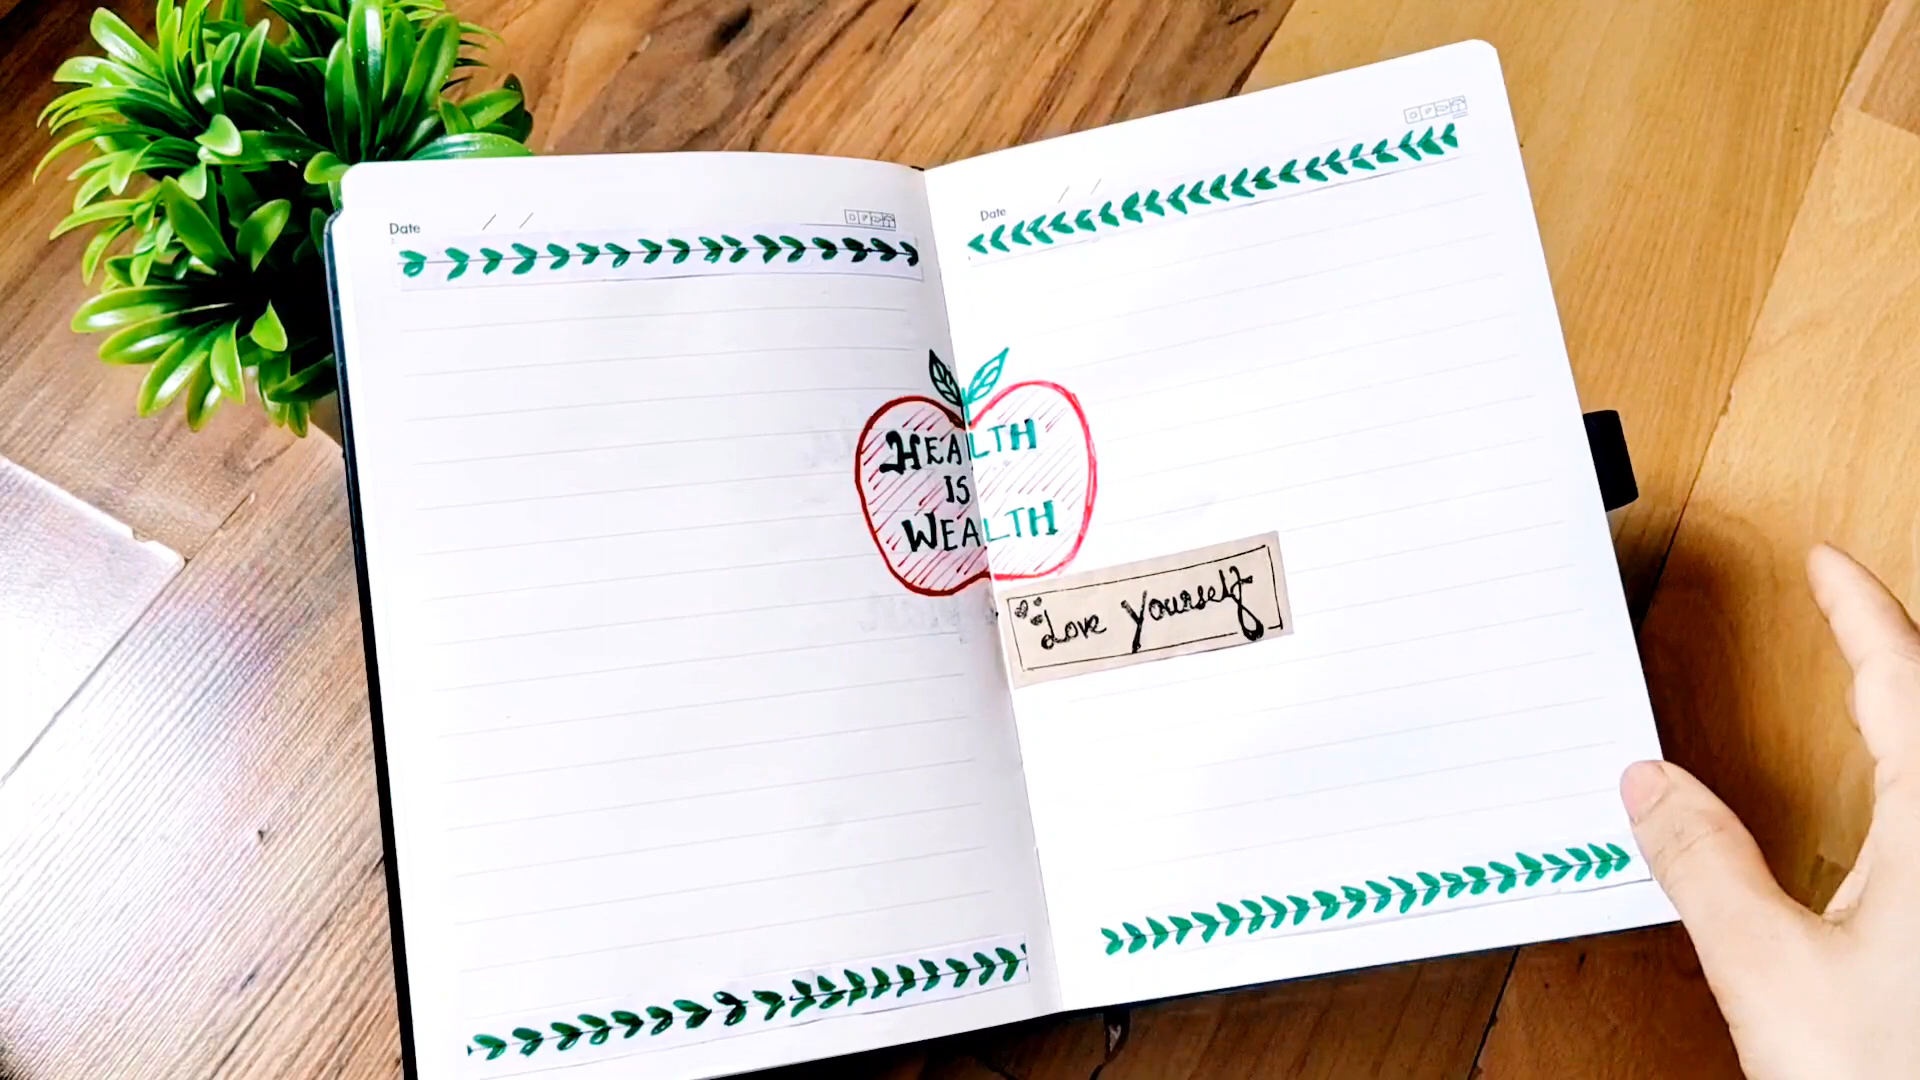 Date / /
Date / /
HEALTH
IS
WEALTH
Love Yourself